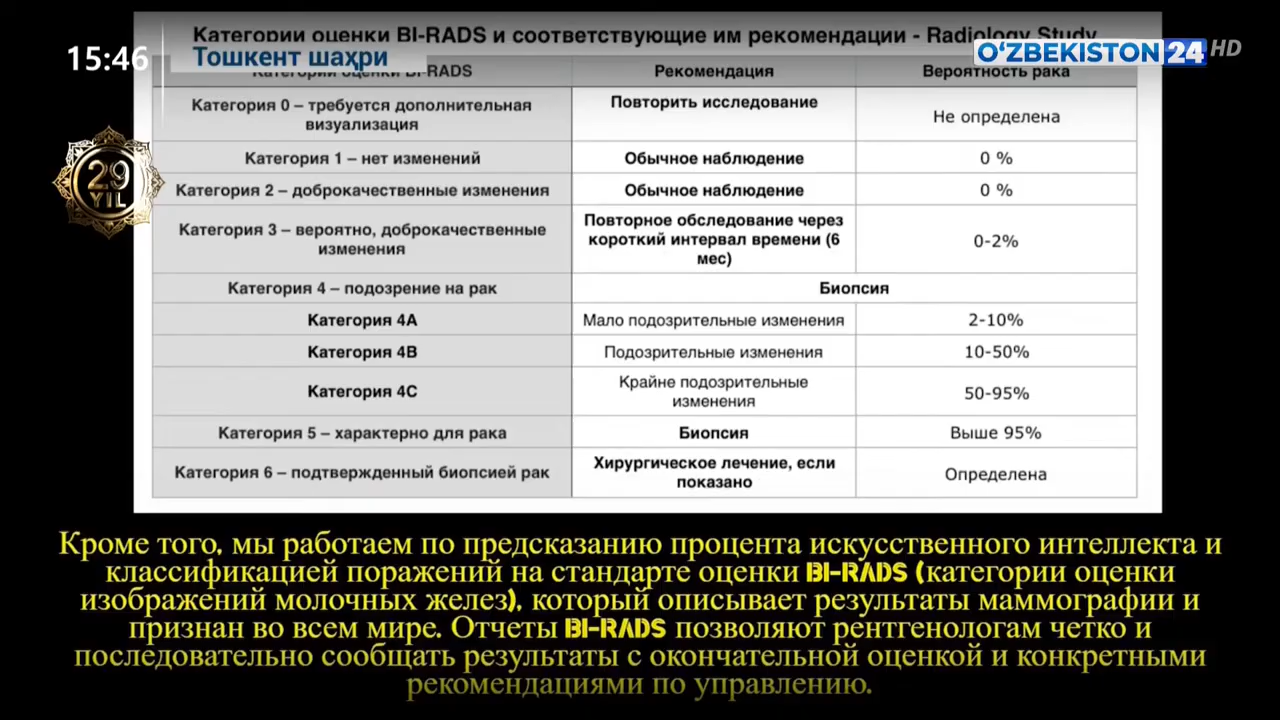 Категории оценки BI-RADS и соответствующие им рекомендации - Radiology Study
15:46
Тошкент шаҳри
O‘ZBEKISTON 24 HD
Категории оценки BI-RADS
Рекомендация
Вероятность рака
Категория 0 – требуется дополнительная
визуализация
Повторить исследование
Не определена
Категория 1 – нет изменений
Обычное наблюдение
0 %
29
YIL
Категория 2 – доброкачественные изменения
Обычное наблюдение
0 %
Категория 3 – вероятно, доброкачественные
изменения
Повторное обследование через
короткий интервал времени (6
мес)
0-2%
Категория 4 – подозрение на рак
Биопсия
Категория 4А
Мало подозрительные изменения
2-10%
Категория 4В
Подозрительные изменения
10-50%
Категория 4С
Крайне подозрительные
изменения
50-95%
Категория 5 – характерно для рака
Биопсия
Выше 95%
Категория 6 – подтвержденный биопсией рак
Хирургическое лечение, если
показано
Определена
Кроме того, мы работаем по предсказанию процента искусственного интеллекта и
классификацией поражений на стандарте оценки BI-RADS (категории оценки
изображений молочных желез), который описывает результаты маммографии и
признан во всем мире. Отчеты BI-RADS позволяют рентгенологам четко и
последовательно сообщать результаты с окончательной оценкой и конкретными
рекомендациями по управлению.